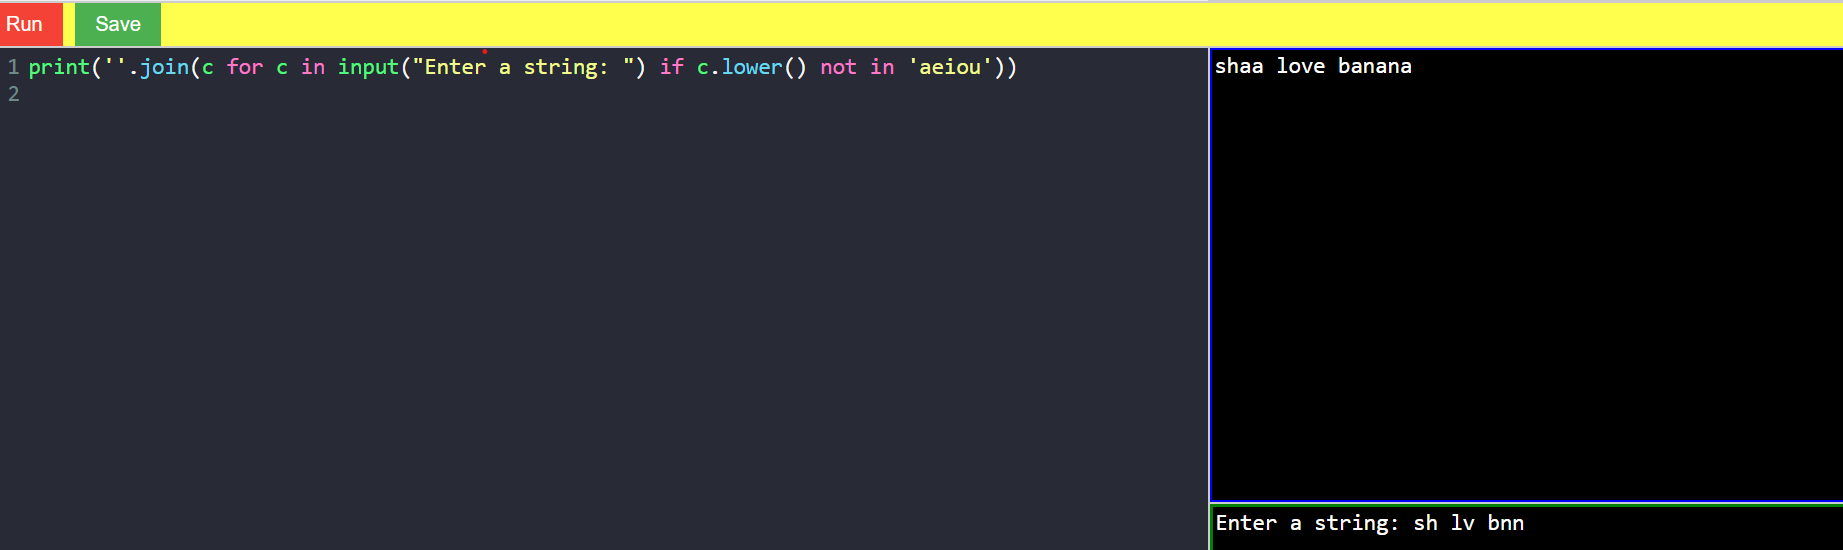 Run Save
1 print(''.join(c for c in input("Enter a string: ") if c.lower() not in 'aeiou'))
2
shaa love banana
Enter a string: sh lv bnn